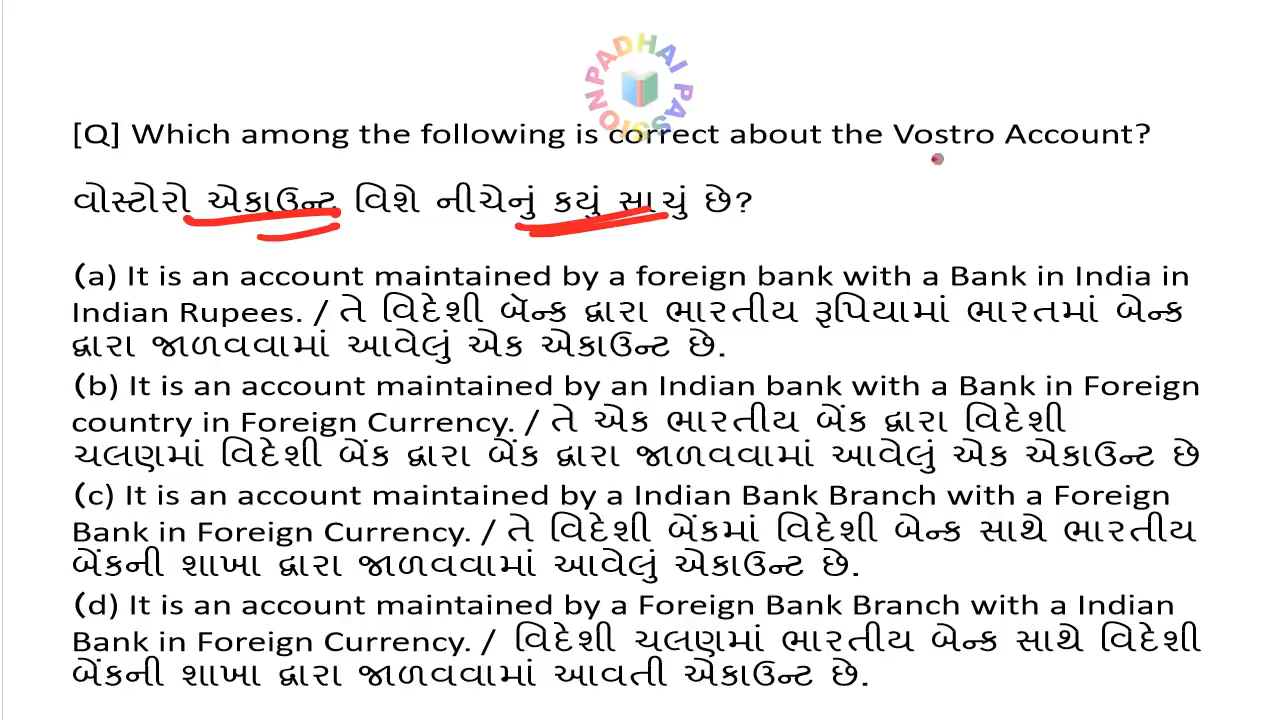 PADHAI PASSION
[Q] Which among the following is correct about the Vostro Account?
વોસ્ટોરો એકાઉન્ટ વિશે નીચેનું કયું સાચું છે?
(a) It is an account maintained by a foreign bank with a Bank in India in
Indian Rupees. / તે વિદેશી બૅન્ક દ્વારા ભારતીય રૂપિયામાં ભારતમાં બેન્ક
દ્વારા જાળવવામાં આવેલું એક એકાઉન્ટ છે.
(b) It is an account maintained by an Indian bank with a Bank in Foreign
country in Foreign Currency. / તે એક ભારતીય બેંક દ્વારા વિદેશી
ચલણમાં વિદેશી બેંક દ્વારા બેંક દ્વારા જાળવવામાં આવેલું એક એકાઉન્ટ છે
(c) It is an account maintained by a Indian Bank Branch with a Foreign
Bank in Foreign Currency. / તે વિદેશી બેંકમાં વિદેશી બેન્ક સાથે ભારતીય
બેંકની શાખા દ્વારા જાળવવામાં આવેલું એકાઉન્ટ છે.
(d) It is an account maintained by a Foreign Bank Branch with a Indian
Bank in Foreign Currency. / વિદેશી ચલણમાં ભારતીય બેન્ક સાથે વિદેશી
બેંકની શાખા દ્વારા જાળવવામાં આવતી એકાઉન્ટ છે.